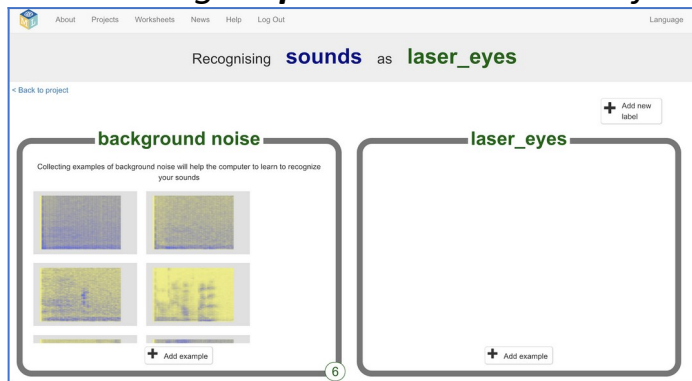 About Projects Worksheets News Help Log Out Language
Recognising sounds as laser_eyes
< Back to project
Add new
label
background noise
Collecting examples of background noise will help the computer to learn to recognize
your sounds
Add example
6
laser_eyes
Add example